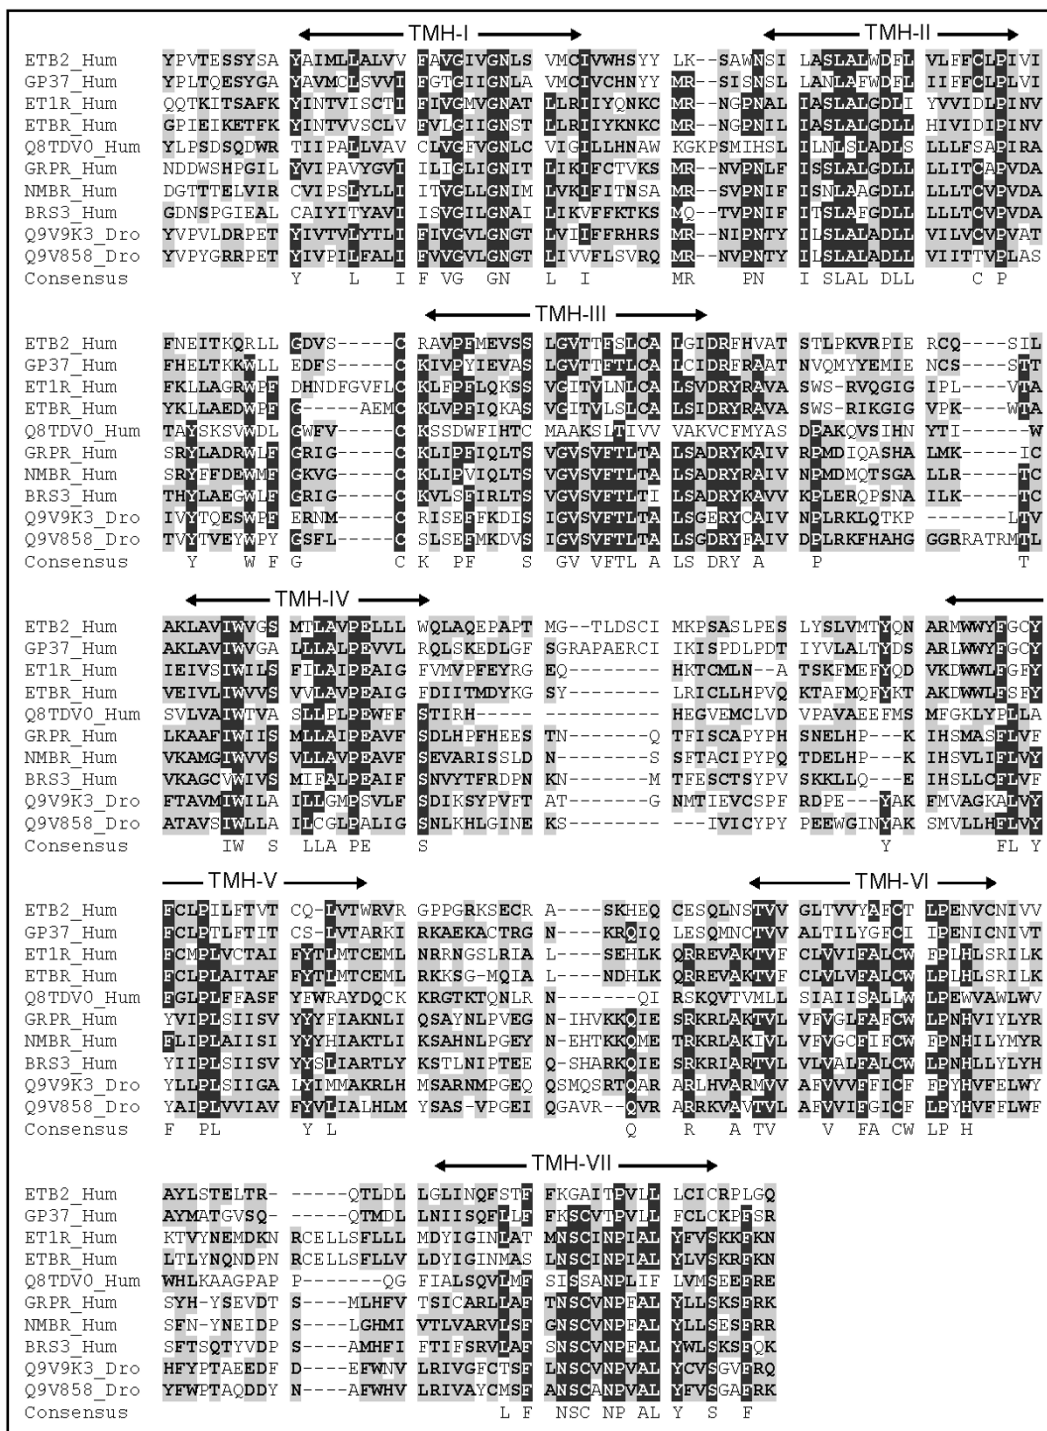 TMH-I TMH-II
ETB2_Hum YPVTESSYSA YAIMLLALVV FAVGIVGNLS VMCIVWHSYY LK--SAWNSI LASLALWDFL VLFFCLPIVI
GP37_Hum YPLTQESYGA YAVMCLSVVI FGTGIIGNLA VMCIVCHNYY MR--SISNSL LANLAFWDFL IIFFCLPLVI
ET1R_Hum QQTKITSAFK YINTVISCTI FIVGMVGNAT LLRIIYQNKC MR--NGPNAL IASLALGDLI YVVIDLPINV
ETBR_Hum GPIEIKETFK YINTVVSCLV FVLGIIGNST LLRIIYKNKC MR--NGPNIL IASLALGDLL HIVIDIPINV
Q8TDV0_Hum YLPSDSQDWR TIIPALLVAV CLVGFVGNLC VIGILLHNAW KGKPSMIHSL ILNLSLADLS LLLFSAPIRA
GRPR_Hum NDDWSHPGIL YVIPAVYGVI ILIGLIGNIT LIKIFCTVKS MR--NVPNLF ISSLALGDLL LLITCAPVDA
NMBR_Hum DGTTTELVIR CVIPSLYLLI ITVGLLGNIM LVKIFITNSA MR--SVPNIF ISNLAAGDLL LLLTCVPVDA
BRS3_Hum GDNSPGIEAL CAIYITYAVI ISVGILGNAI LIKVFFKTKS MQ--TVPNIF ITSLAFGDLL LLLTCVPVDA
Q9V9K3_Dro YVPVLDRPET YIVTVLYTLI FIVGVLGNGT LVIIFFRHRS MR--NIPNTY ILSLALADLL VILVCVPVAT
Q9V858_Dro YVPYGRRPET YIVPILFALI FVVGVLGNGT LIVVFLSVRQ MR--NVPNTY ILSLALADLL VIITTVPLAS
Consensus Y L I F VG GN L I MR PN I SLAL DLL C P
TMH-III
ETB2_Hum FNEITKQRLL GDVS-----C RAVPFMEVSS LGVTTFSLCA LGIDRFHVAT STLPKVRPIE RCQ---SIL
GP37_Hum FHELTKKWLL EDFS-----C KIVPYIEVAS LGVTTFTLCA LCIDRFRAAT NVQMYYEMIE NCS---STT
ET1R_Hum FKLLAGRWPF DHNDFGVFLC KLFPFLQKSS VGITVLNLCA LSVDRYRAVA SWS-RVQGIG IPL----VTA
ETBR_Hum YKLLAEDWPF G-----AEMC KLVPFIQKAS VGITVLSLCA LSIDRYRAVA SWS-RIKGIG VPK----WTA
Q8TDV0_Hum TAYSKSVWDL GWFV-----C KSSDWFIHTC MAAKSLTIVV VAKVCFMYAS DPAKQVSIHN YTI------W
GRPR_Hum SRYLADRWLF GRIG-----C KLIPFIQLTS VGVSVFTLTA LSADRYKAIV RPMDIQASHA LMK-----IC
NMBR_Hum SRYFFDEWMF GKVG-----C KLIPVIQLTS VGVSVFTLTA LSADRYRAIV NPMDMQTSGA LLR-----TC
BRS3_Hum THYLAEGWLF GRIG-----C KVLSFIRLTS VGVSVFTLTI LSADRYKAVV KPLERQPSNA ILK-----TC
Q9V9K3_Dro IVYTQESWPF ERNM-----C RISEFFKDIS IGVSVFTLTA LSGERYCAIV NPLRKLQTKP -------LTV
Q9V858_Dro TVYTVEYWPY GSFL-----C SLSEFMKDVS IGVSVFTLTA LSGDRYFAIV DPLRKFHAHG GGRRATRMTL
Consensus Y W F G C K PF S GV VFTL A LS DRY A P T
TMH-IV
ETB2_Hum AKLAVIWVGS MTLAVPELLL WQLAQEPAPT MG--TLDSCI MKPSASLPES LYSLVMTYQN ARMWWYFGCY
GP37_Hum AKLAVIWVGA LLLALPEVVL RQLSKEDLGF SGRAPAERCI IKISPDLPDT IYVLALTYDS ARLWWYFGCY
ET1R_Hum IEIVSIWILS FILAIPEAIG FVMVPFEYRG EQ-------- HKTCMLN--A TSKFMEFYQD VKDWWLFGFY
ETBR_Hum VEIVLIWVVS VVLAVPEAIG FDIITMDYKG SY-------- LRICLLHPVQ KTAFMQFYKT AKDWWLFSFY
Q8TDV0_Hum SVLVAIWTVA SLLPLPEWFF STIRH----- ---------- HEGVEMCLVD VPAVAEEFMS MFGKLYPLLA
GRPR_Hum LKAAFIWIIS MLLAIPEAVF SDLHPFHEES TN-------Q TFISCAPYPH SNELHP---K IHSMASFLVF
NMBR_Hum VKAMGIWVVS VLLAVPEAVF SEVARISSLD N--------S SFTACIPYPQ TDELHP---K IHSVLIFLVY
BRS3_Hum VKAGCVWIVS MIFALPEAIF SNVYTFRDPN KN-------M TFESCTSYPV SKKLLQ---E IHSLLCFLVF
Q9V9K3_Dro FTAVMIWILA ILLGMPSVLF SDIKSYPVFT AT-------G NMTIEVCSPF RDPE---YAK FMVAGKALVY
Q9V858_Dro ATAVSIWLLA ILCGLPALIG SNLKHLGINE KS-------- --IVICYPYP EEWGINYAK SMVLLHFLVY
Consensus IW S LLA PE S Y FL Y
TMH-V TMH-VI
ETB2_Hum FCLPILFTVT CQ-LVTWRVR GPPGRKSECR A----SKHEQ CESQLNSTVV GLTVVYAFCT LPENVCNIVV
GP37_Hum FCLPTLFTIT CS-LVTARKI RKAEKACTRG N----KRQIQ LESQMNCTVV ALTILYGFCI IPENICNIVT
ET1R_Hum FCMPLVCTAI FYTLMTCEML NRRNGSLRIA L----SEHLK QRREVAKTVF CLVVIFALCW FPLHLSRILK
ETBR_Hum FCLPLAITAF FYTLMTCEML RKKSG-MQIA L----NDHLK QRREVAKTVF CLVLVFALCW LPLHLSRILK
Q8TDV0_Hum FGLPLFFASF YFWRAYDQCK KRGTKTQNLR N-------QI RSKQVTVMLL SIAIISALLW LPEWVAWLWV
GRPR_Hum YVIPLSIISV YYYFIAKNLI QSAYNLPVEG N-IHVKKQIE SRKRLAKTVL VFVGLFAFCW LPNHVIYLYR
NMBR_Hum FLIPLAIISI YYYHIAKTLI KSAHNLPGEY N-EHTKKQME TRKRLAKIVL VFVGCFIFCW FPNHILYMYR
BRS3_Hum YIIPLSIISV YYSLIARTLY KSTLNIPTEE Q-SHARKQIE SRKRIARTVL VLVALFALCW LPNHLLYLYH
Q9V9K3_Dro YLLPLSIIGA LYIMMAKRLH MSARNMPGEQ QSMQSRTQAR ARLHVARMVV AFVVVFFICF FPYHVFELWY
Q9V858_Dro YAIPLVVIAV FYVLIALHLM YSAS-VPGEI QGAVR--QVR ARRKVAVTVL AFVVIFGICF LPYHVFFLWF
Consensus F PL Y L Q R A TV V FA CW LP H
TMH-VII
ETB2_Hum AYLSTELTR- -----QTLDL LGLINQFSTF FKGAITPVLL LCICRPLGQ
GP37_Hum AYMATGVSQ- -----QTMDL LNIISQFLLF FKSCVTPVLL FCLCKPFSR
ET1R_Hum KTVYNEMDKN RCELLSFLLL MDYIGINLAT MNSCINPIAL YFVSKKFKN
ETBR_Hum LTLYNQNDPN RCELLSFLLV LDYIGINMAS LNSCINPIAL YLVSKRFKN
Q8TDV0_Hum WHLKAAGPAP P------QGF IALSQVLMFS ISSANPLIFL VMSEEFRE
GRPR_Hum SYH-YSEVDT S----MLHFV TSICARLLAF TNSCVNPFAL YLLSKSFRK
NMBR_Hum SFN-YNEIDP S----LGHMI VTLVARVLSF GNSCVNPFAL YLLSESFRR
BRS3_Hum SFTSQTYVDP S----AMHFI FTIFSRVLAF SNSCVNPFAL YWLSKSFQK
Q9V9K3_Dro HFYPTAEEDF D----EFWNV LRIVGFCTSF LNSCVNPVAL YCVSGVFRQ
Q9V858_Dro YFWPTAQDDY N----AFWHV LRIVAYCMSF ANSCANPVAL YFVSGAFRK
Consensus L F NSC NP AL Y S F